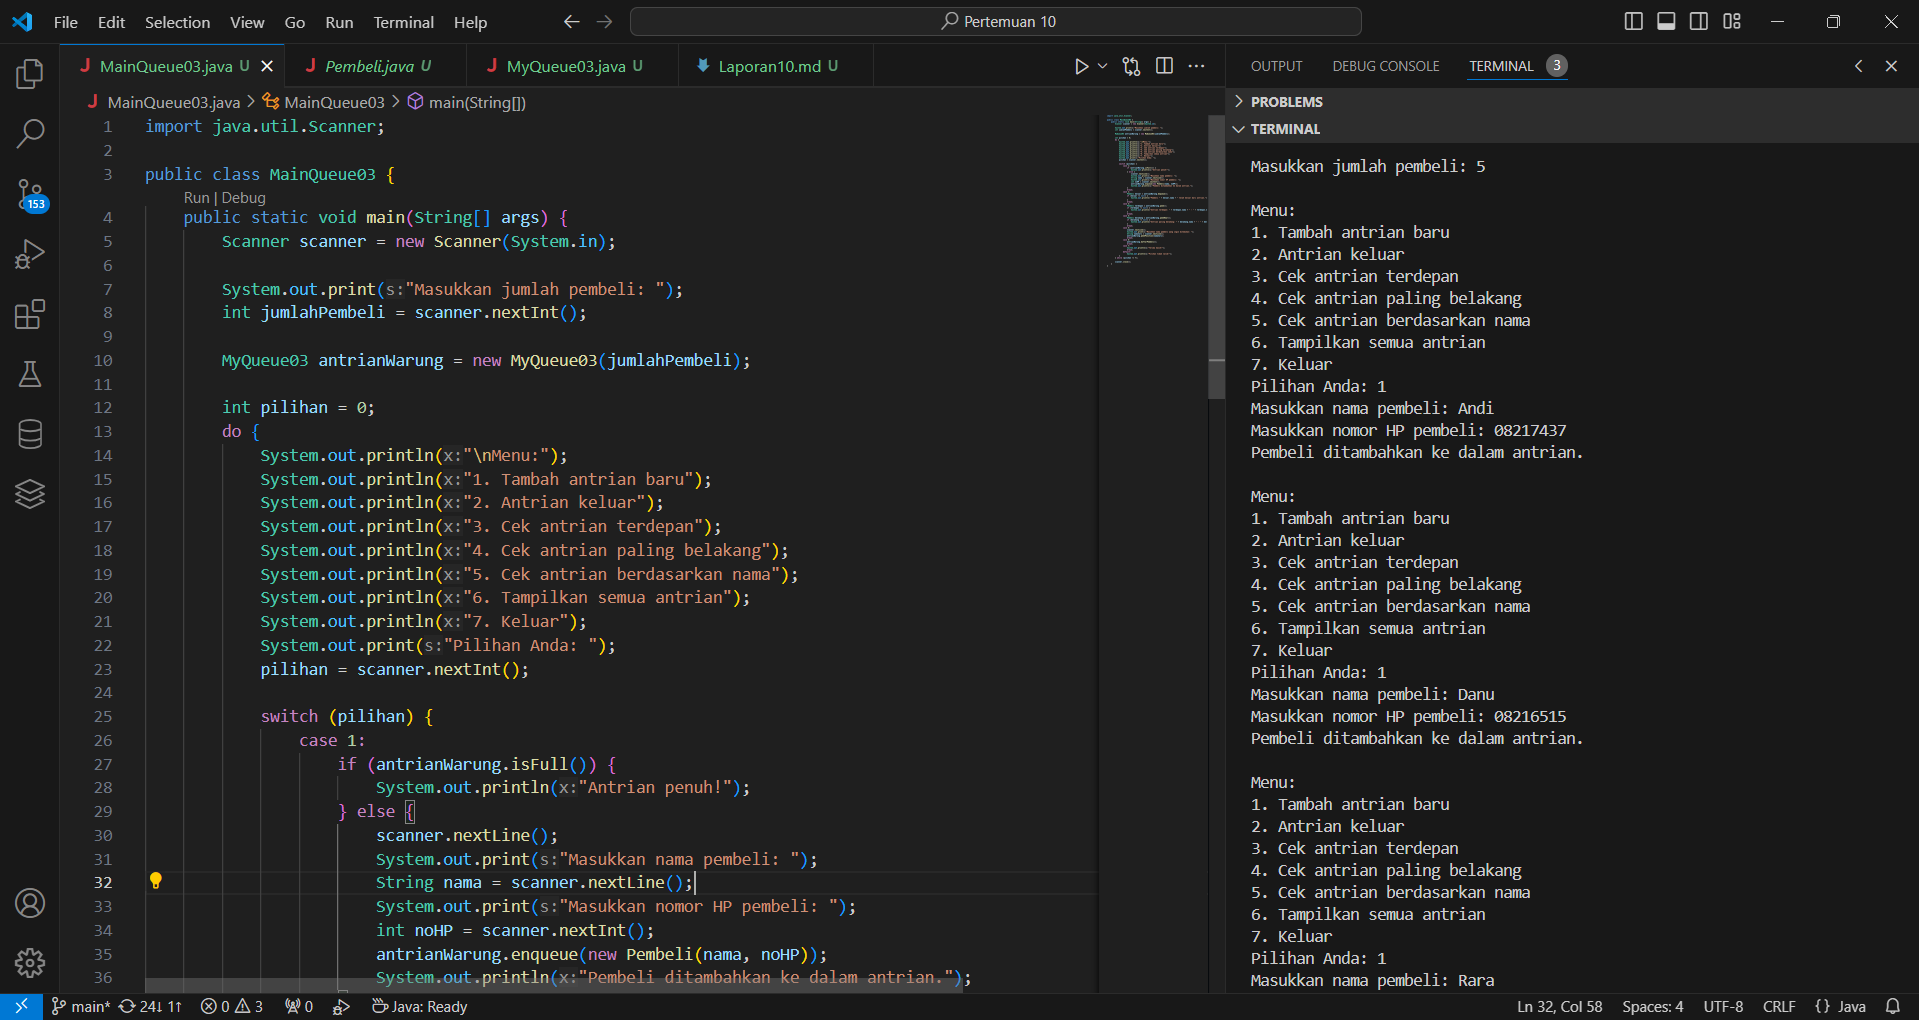 File Edit Selection View Go Run Terminal Help
Pertemuan 10
MainQueue03.java U
Pembeli.java U
MyQueue03.java U
Laporan10.md U
MainQueue03.java > MainQueue03 > main(String[])
1 import java.util.Scanner;
2
3 public class MainQueue03 {
Run | Debug
4 public static void main(String[] args) {
5 Scanner scanner = new Scanner(System.in);
6
7 System.out.print(s:"Masukkan jumlah pembeli: ");
8 int jumlahPembeli = scanner.nextInt();
9
10 MyQueue03 antrianWarung = new MyQueue03(jumlahPembeli);
11
12 int pilihan = 0;
13 do {
14 System.out.println(x:"\nMenu:");
15 System.out.println(x:"1. Tambah antrian baru");
16 System.out.println(x:"2. Antrian keluar");
17 System.out.println(x:"3. Cek antrian terdepan");
18 System.out.println(x:"4. Cek antrian paling belakang");
19 System.out.println(x:"5. Cek antrian berdasarkan nama");
20 System.out.println(x:"6. Tampilkan semua antrian");
21 System.out.println(x:"7. Keluar");
22 System.out.print(s:"Pilihan Anda: ");
23 pilihan = scanner.nextInt();
24
25 switch (pilihan) {
26 case 1:
27 if (antrianWarung.isFull()) {
28 System.out.println(x:"Antrian penuh!");
29 } else {
30 scanner.nextLine();
31 System.out.print(s:"Masukkan nama pembeli: ");
32 String nama = scanner.nextLine();
33 System.out.print(s:"Masukkan nomor HP pembeli: ");
34 int noHP = scanner.nextInt();
35 antrianWarung.enqueue(new Pembeli(nama, noHP));
36 System.out.println(x:"Pembeli ditambahkan ke dalam antrian.");
153
OUTPUT DEBUG CONSOLE TERMINAL 3
PROBLEMS
TERMINAL
Masukkan jumlah pembeli: 5

Menu:
1. Tambah antrian baru
2. Antrian keluar
3. Cek antrian terdepan
4. Cek antrian paling belakang
5. Cek antrian berdasarkan nama
6. Tampilkan semua antrian
7. Keluar
Pilihan Anda: 1
Masukkan nama pembeli: Andi
Masukkan nomor HP pembeli: 08217437
Pembeli ditambahkan ke dalam antrian.

Menu:
1. Tambah antrian baru
2. Antrian keluar
3. Cek antrian terdepan
4. Cek antrian paling belakang
5. Cek antrian berdasarkan nama
6. Tampilkan semua antrian
7. Keluar
Pilihan Anda: 1
Masukkan nama pembeli: Danu
Masukkan nomor HP pembeli: 08216515
Pembeli ditambahkan ke dalam antrian.

Menu:
1. Tambah antrian baru
2. Antrian keluar
3. Cek antrian terdepan
4. Cek antrian paling belakang
5. Cek antrian berdasarkan nama
6. Tampilkan semua antrian
7. Keluar
Pilihan Anda: 1
Masukkan nama pembeli: Rara
main* 24↓ 1↑ 0 3 0 Java: Ready
Ln 32, Col 58 Spaces: 4 UTF-8 CRLF {} Java